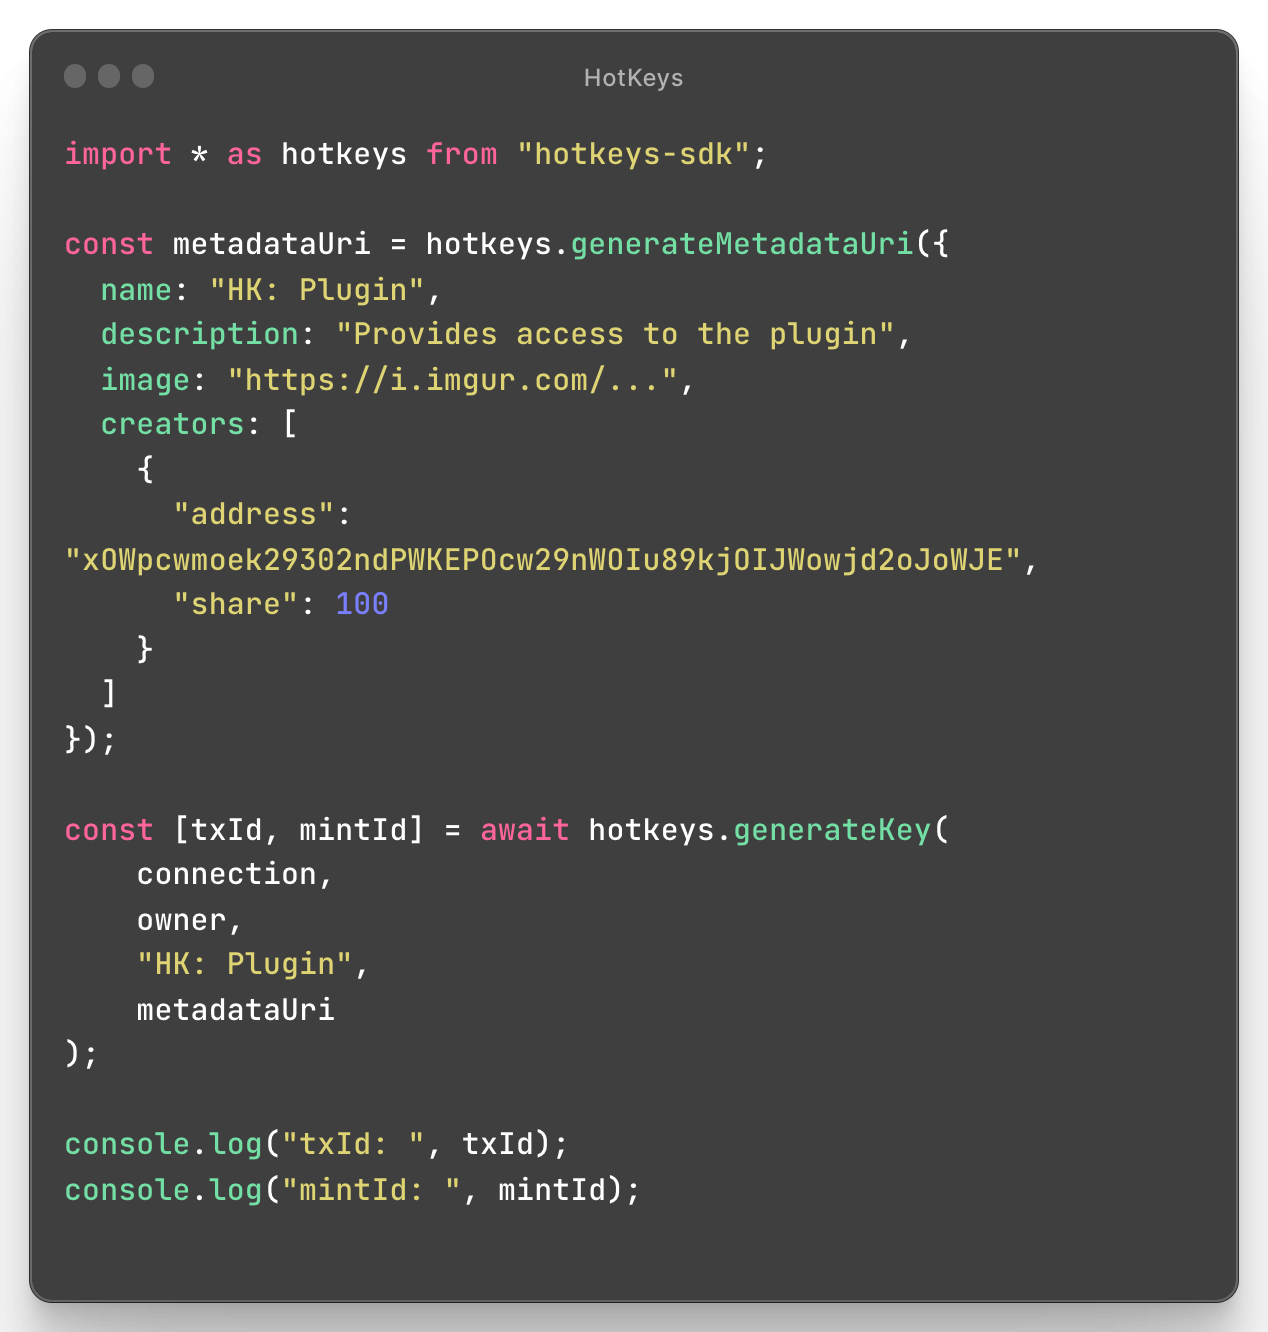 HotKeys
import * as hotkeys from "hotkeys-sdk";
const metadataUri = hotkeys.generateMetadataUri({
  name: "HK: Plugin",
  description: "Provides access to the plugin",
  image: "https://i.imgur.com/...",
  creators: [
    {
      "address":
"xOWpcwmoek29302ndPWKEPOcw29nWOIu89kjOIJWowjd2oJoWJE",
      "share": 100
    }
  ]
});
const [txId, mintId] = await hotkeys.generateKey(
    connection,
    owner,
    "HK: Plugin",
    metadataUri
);
console.log("txId: ", txId);
console.log("mintId: ", mintId);